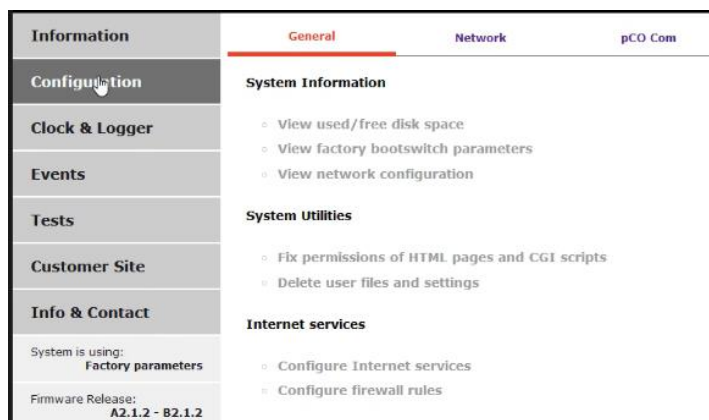 Information
Configuration
Clock & Logger
Events
Tests
Customer Site
Info & Contact
System is using:
Factory parameters
Firmware Release:
A2.1.2 - B2.1.2
General Network pCO Com
System Information
View used/free disk space
View factory bootswitch parameters
View network configuration
System Utilities
Fix permissions of HTML pages and CGI scripts
Delete user files and settings
Internet services
Configure Internet services
Configure firewall rules